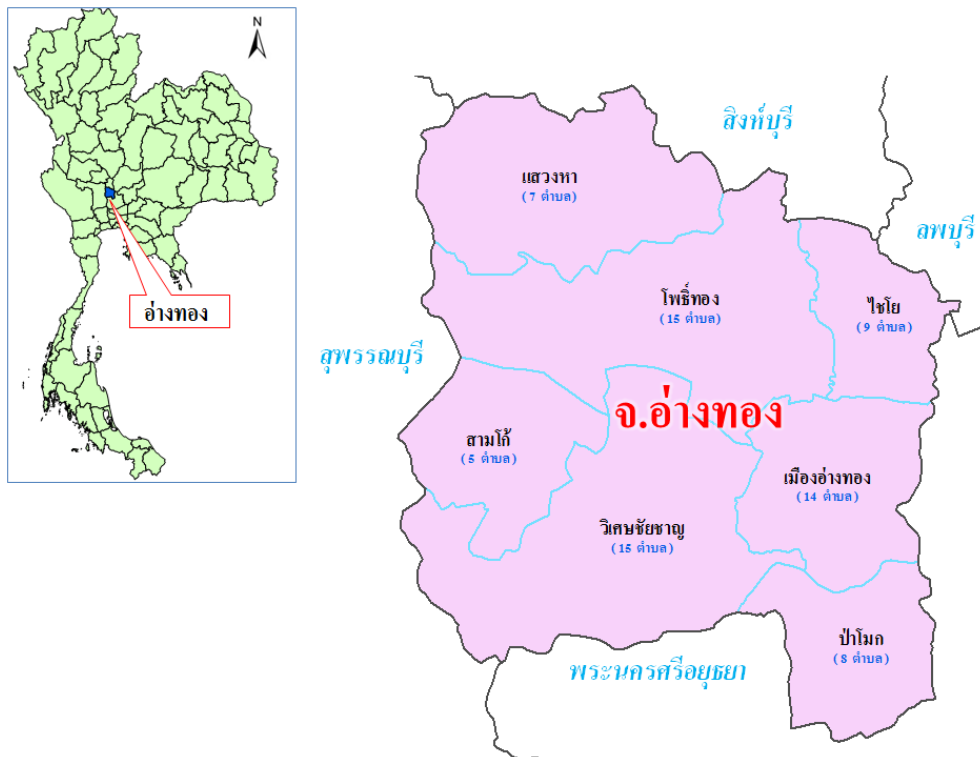 N
อ่างทอง
สิงห์บุรี
ลพบุรี
สุพรรณบุรี
พระนครศรีอยุธยา
จ.อ่างทอง
แสวงหา
(7 ตำบล)
โพธิ์ทอง
(15 ตำบล)
ไชโย
(9 ตำบล)
สามโก้
(5 ตำบล)
เมืองอ่างทอง
(14 ตำบล)
วิเศษชัยชาญ
(15 ตำบล)
ป่าโมก
(8 ตำบล)